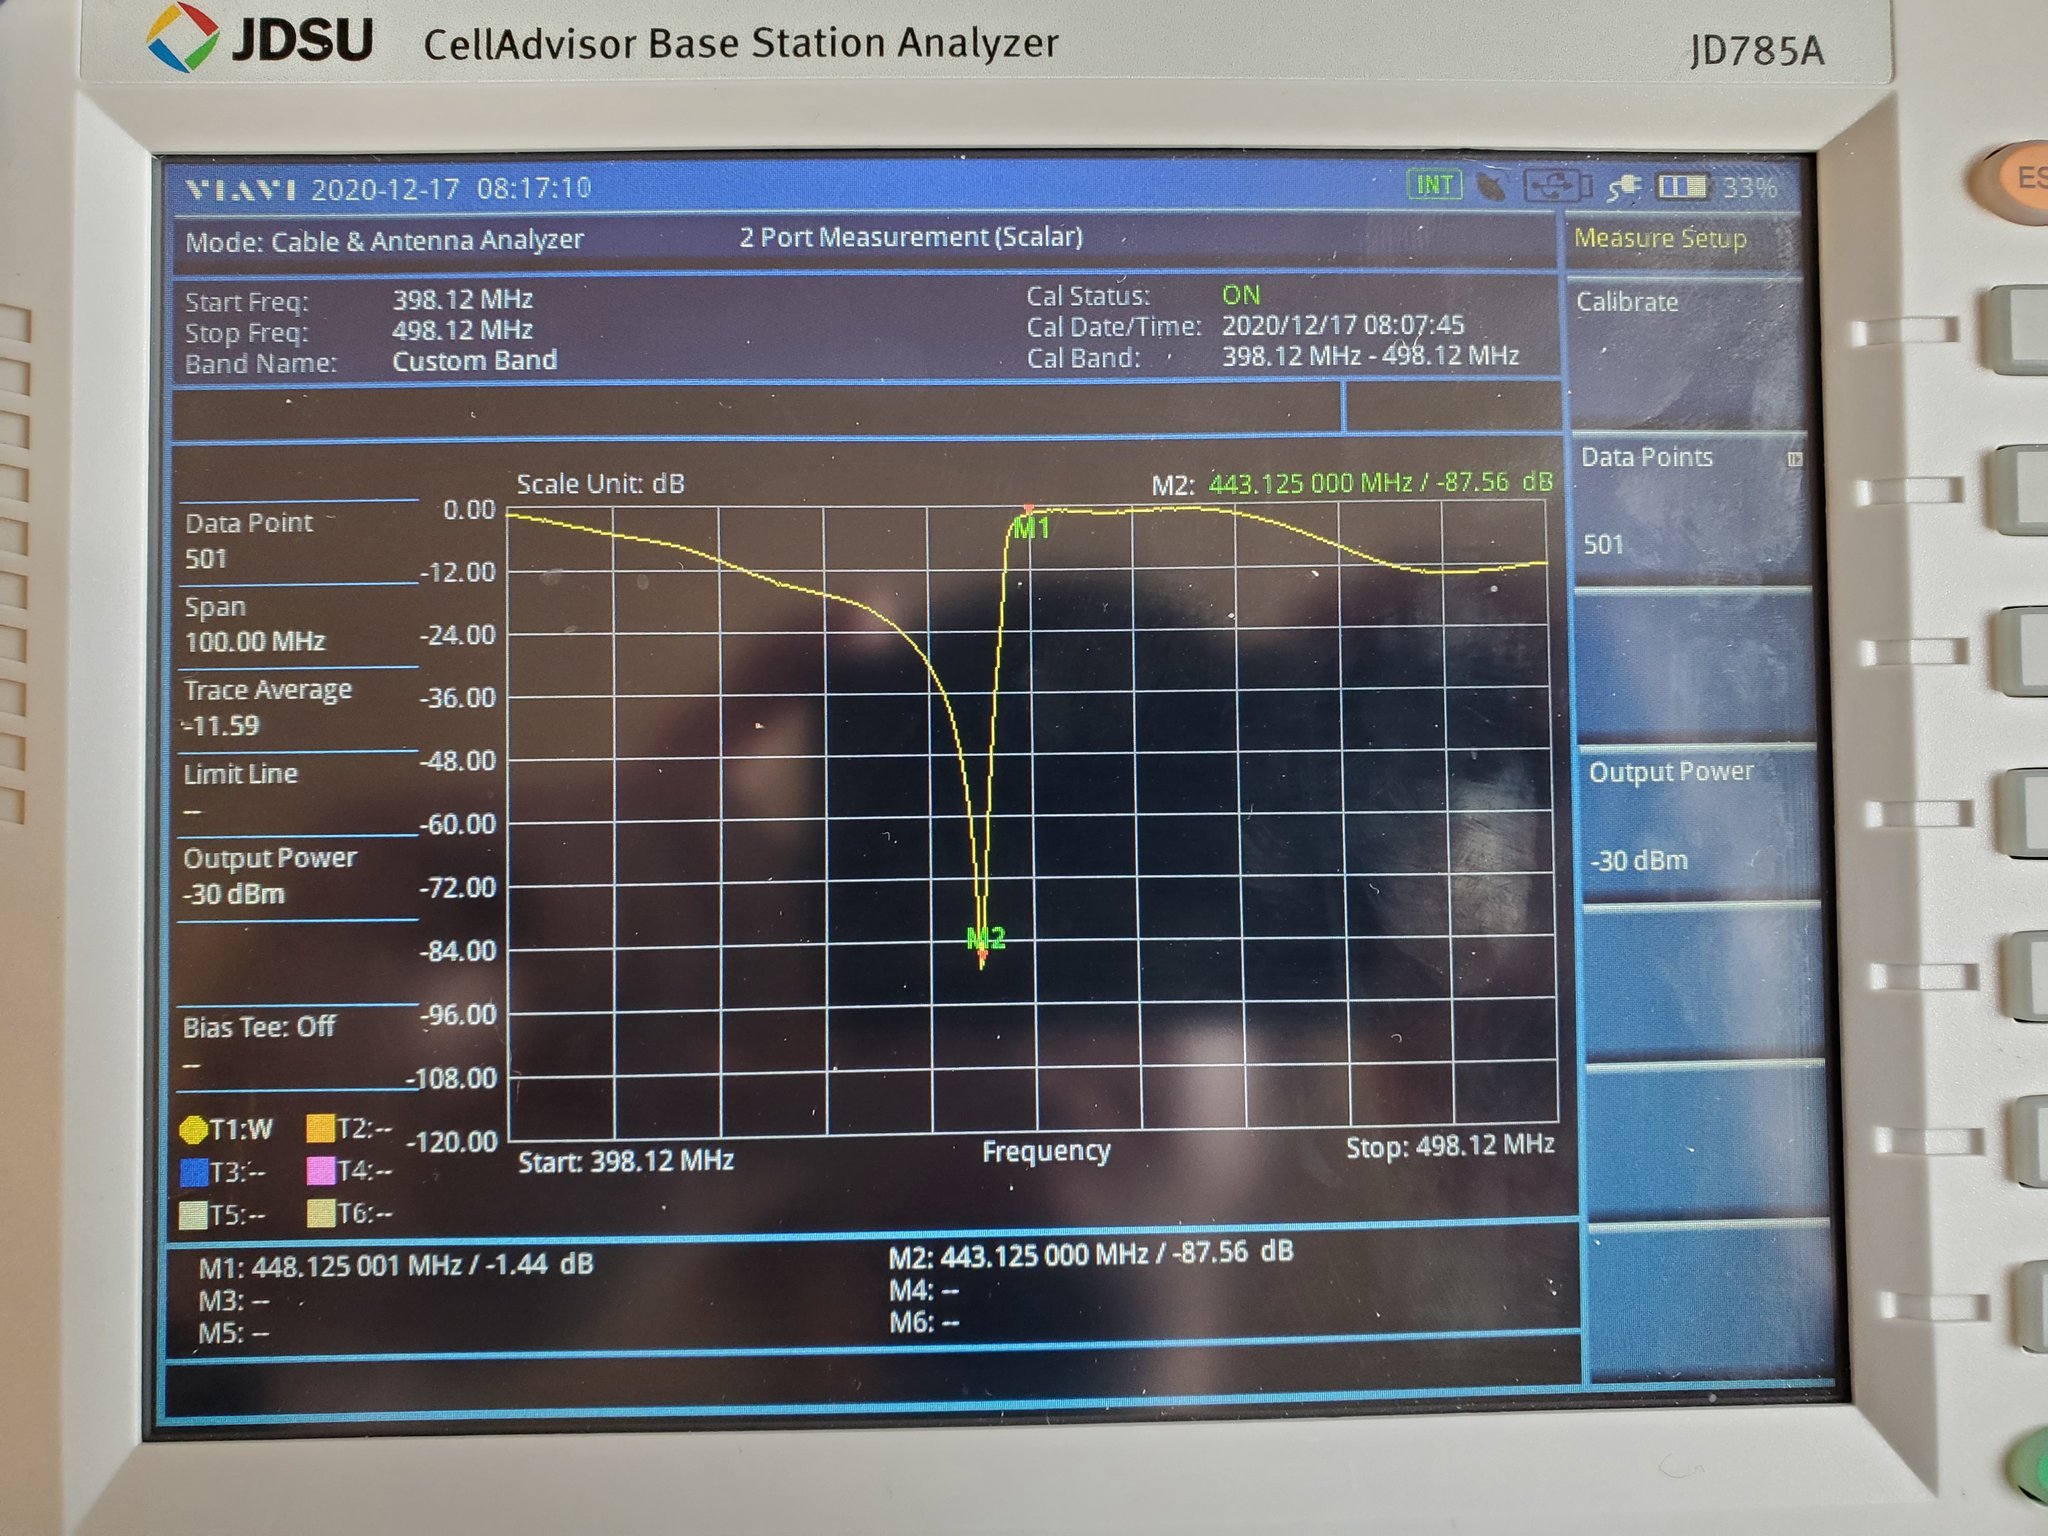 JDSU CellAdvisor Base Station Analyzer JD785A
VIAVI 2020-12-17 08:17:10 INT 33%
Mode: Cable & Antenna Analyzer 2 Port Measurement (Scalar) Measure Setup
Start Freq: 398.12 MHz Cal Status: ON
Stop Freq: 498.12 MHz Cal Date/Time: 2020/12/17 08:07:45
Band Name: Custom Band Cal Band: 398.12 MHz - 498.12 MHz
Calibrate
Data Points
501
Output Power
-30 dBm
Scale Unit: dB M2: 443.125 000 MHz / -87.56 dB
Data Point
501
Span
100.00 MHz
Trace Average
-11.59
Limit Line
--
Output Power
-30 dBm
Bias Tee: Off
--
0.00
-12.00
-24.00
-36.00
-48.00
-60.00
-72.00
-84.00
-96.00
-108.00
-120.00
M1
M2
T1:W T2:--
T3:-- T4:--
T5:-- T6:--
Start: 398.12 MHz Frequency Stop: 498.12 MHz
M1: 448.125 001 MHz / -1.44 dB M2: 443.125 000 MHz / -87.56 dB
M3: -- M4: --
M5: -- M6: --